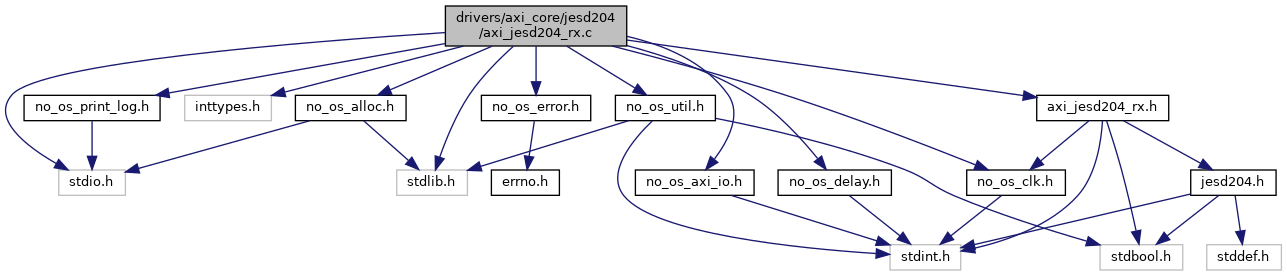 drivers/axi_core/jesd204
/axi_jesd204_rx.c
no_os_print_log.h
inttypes.h
no_os_alloc.h
no_os_error.h
no_os_util.h
axi_jesd204_rx.h
stdio.h
stdlib.h
errno.h
no_os_axi_io.h
no_os_delay.h
no_os_clk.h
jesd204.h
stdint.h
stdbool.h
stddef.h